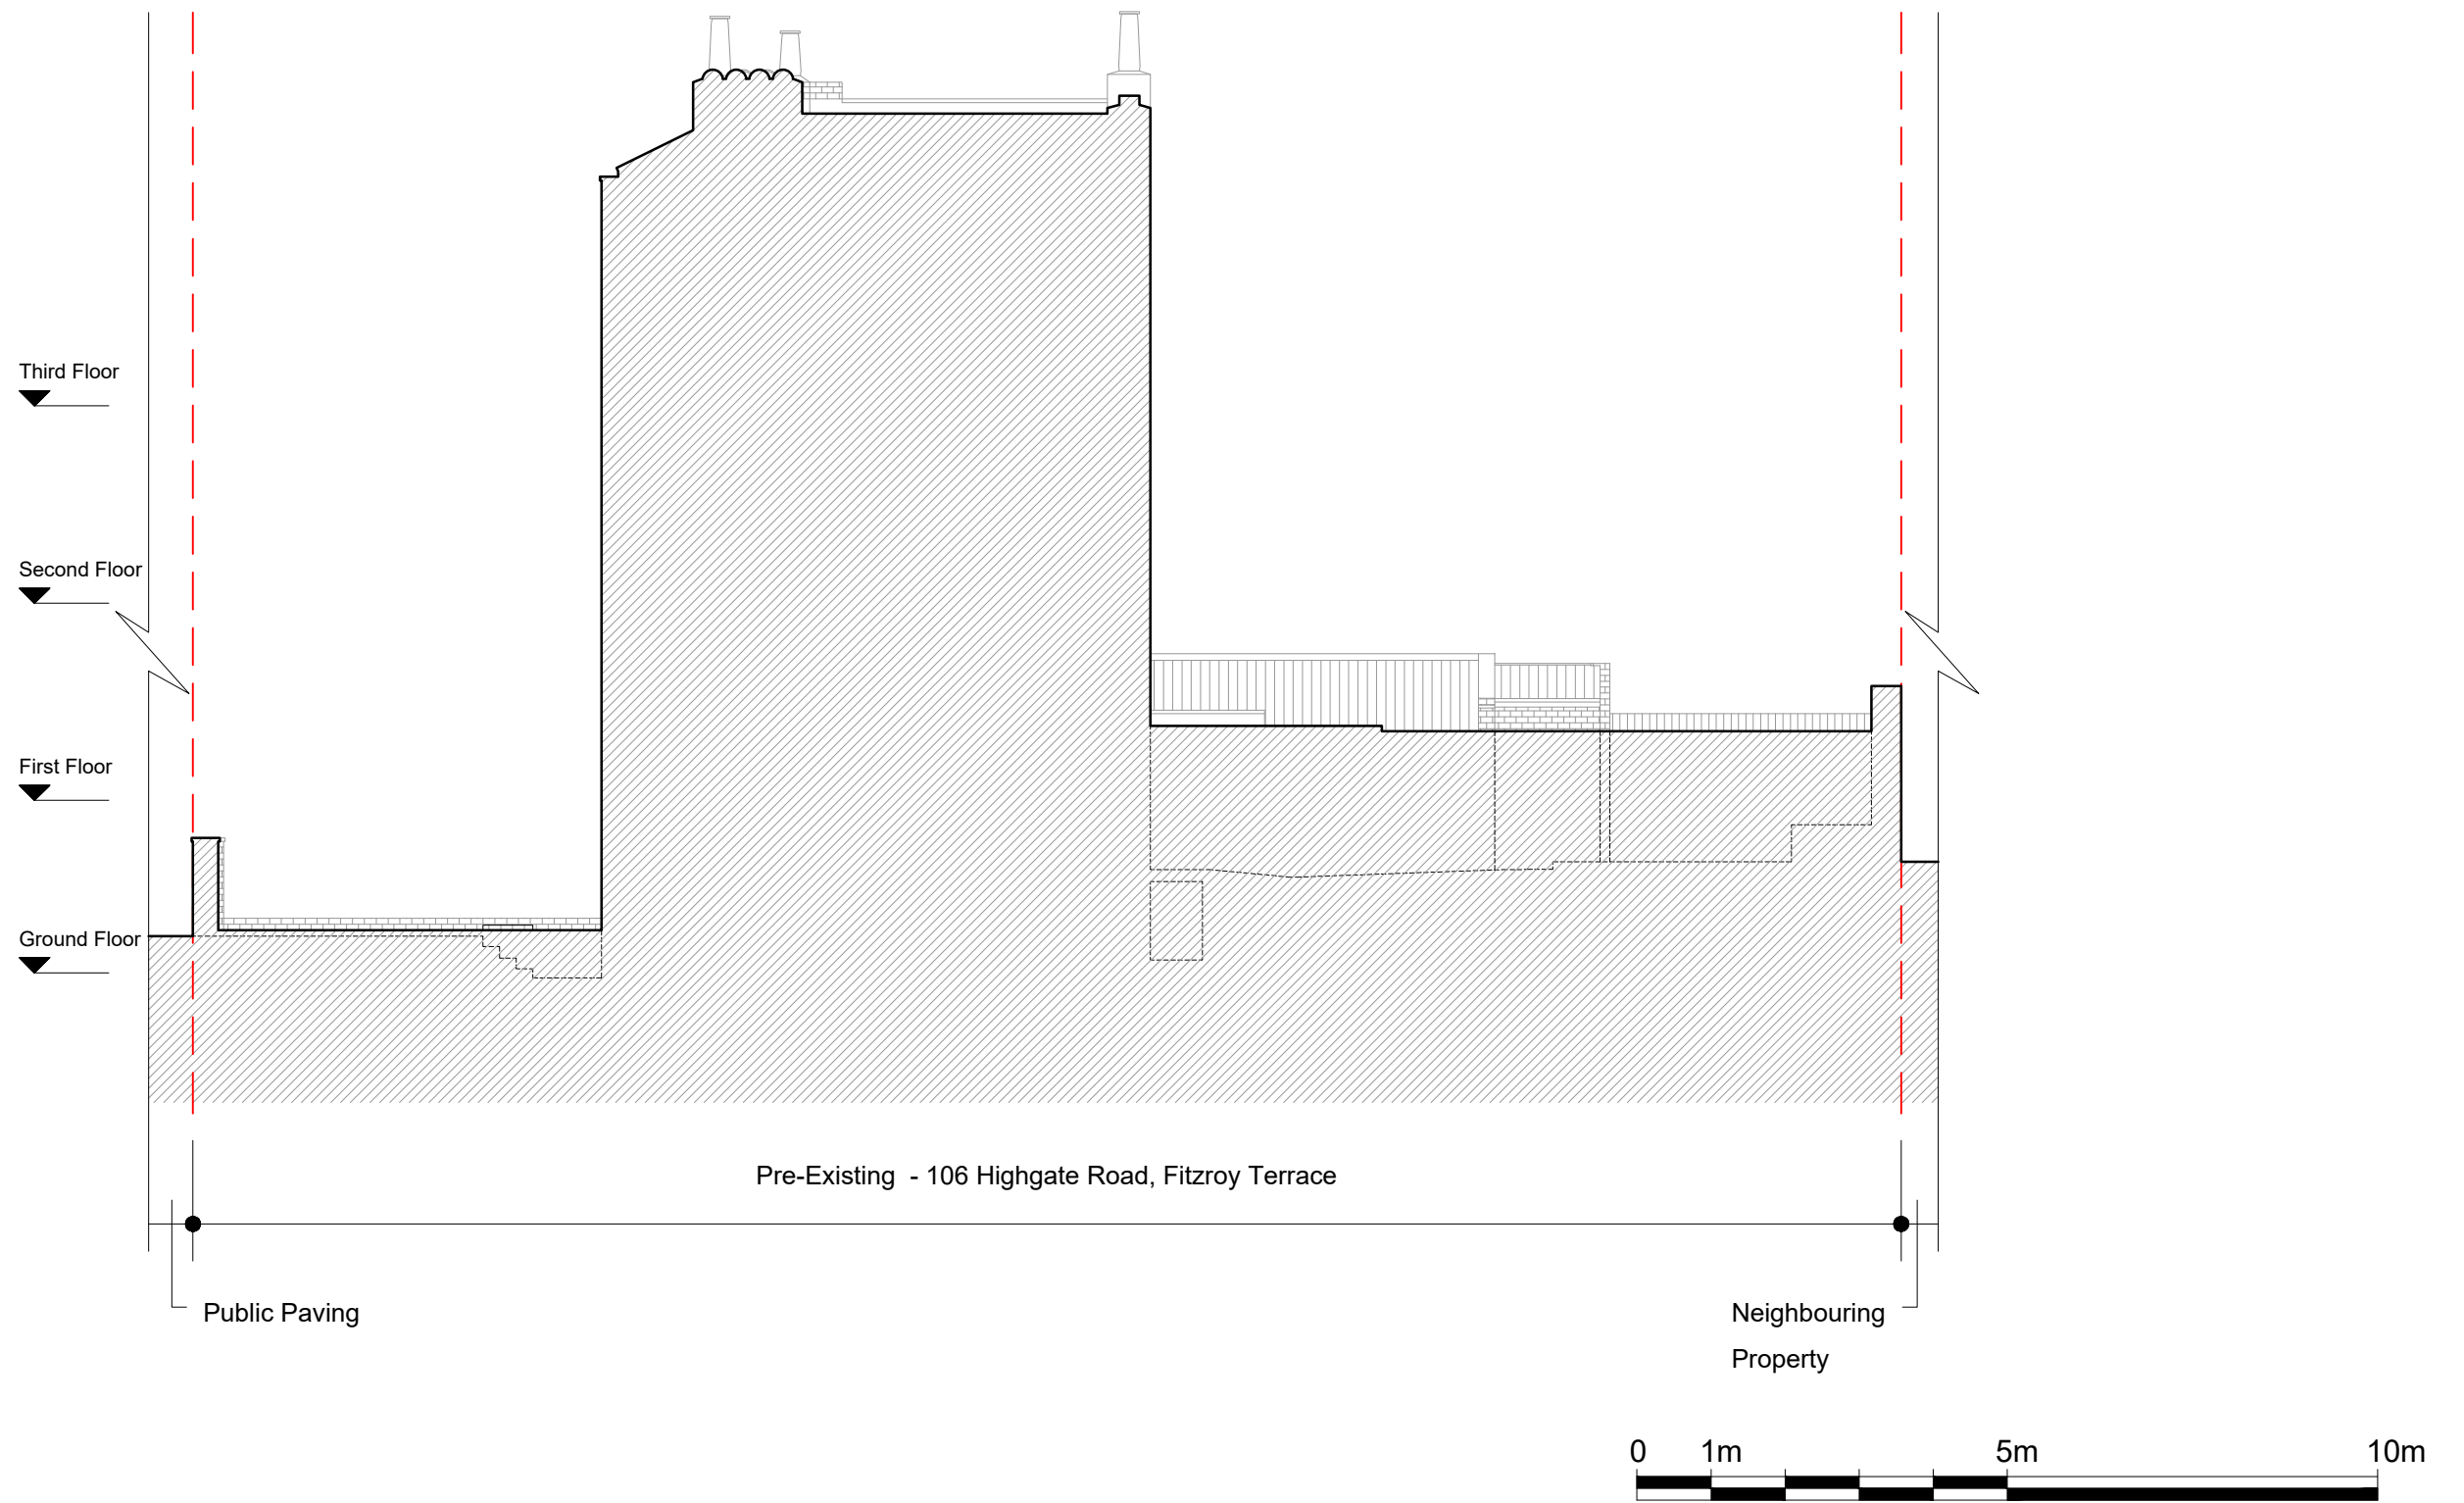 Third Floor
Second Floor
First Floor
Ground Floor
Pre-Existing - 106 Highgate Road, Fitzroy Terrace
Public Paving
Neighbouring
Property
0 1m 5m 10m